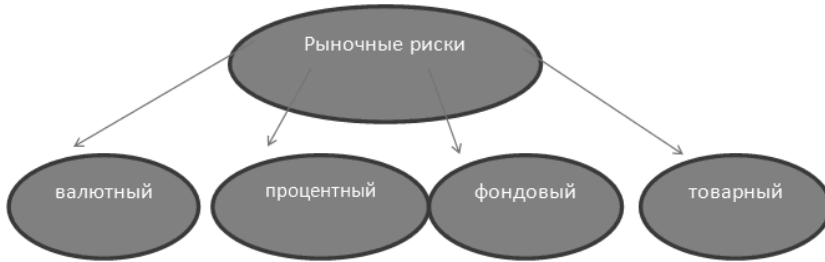 Рыночные риски
валютный
процентный
фондовый
товарный